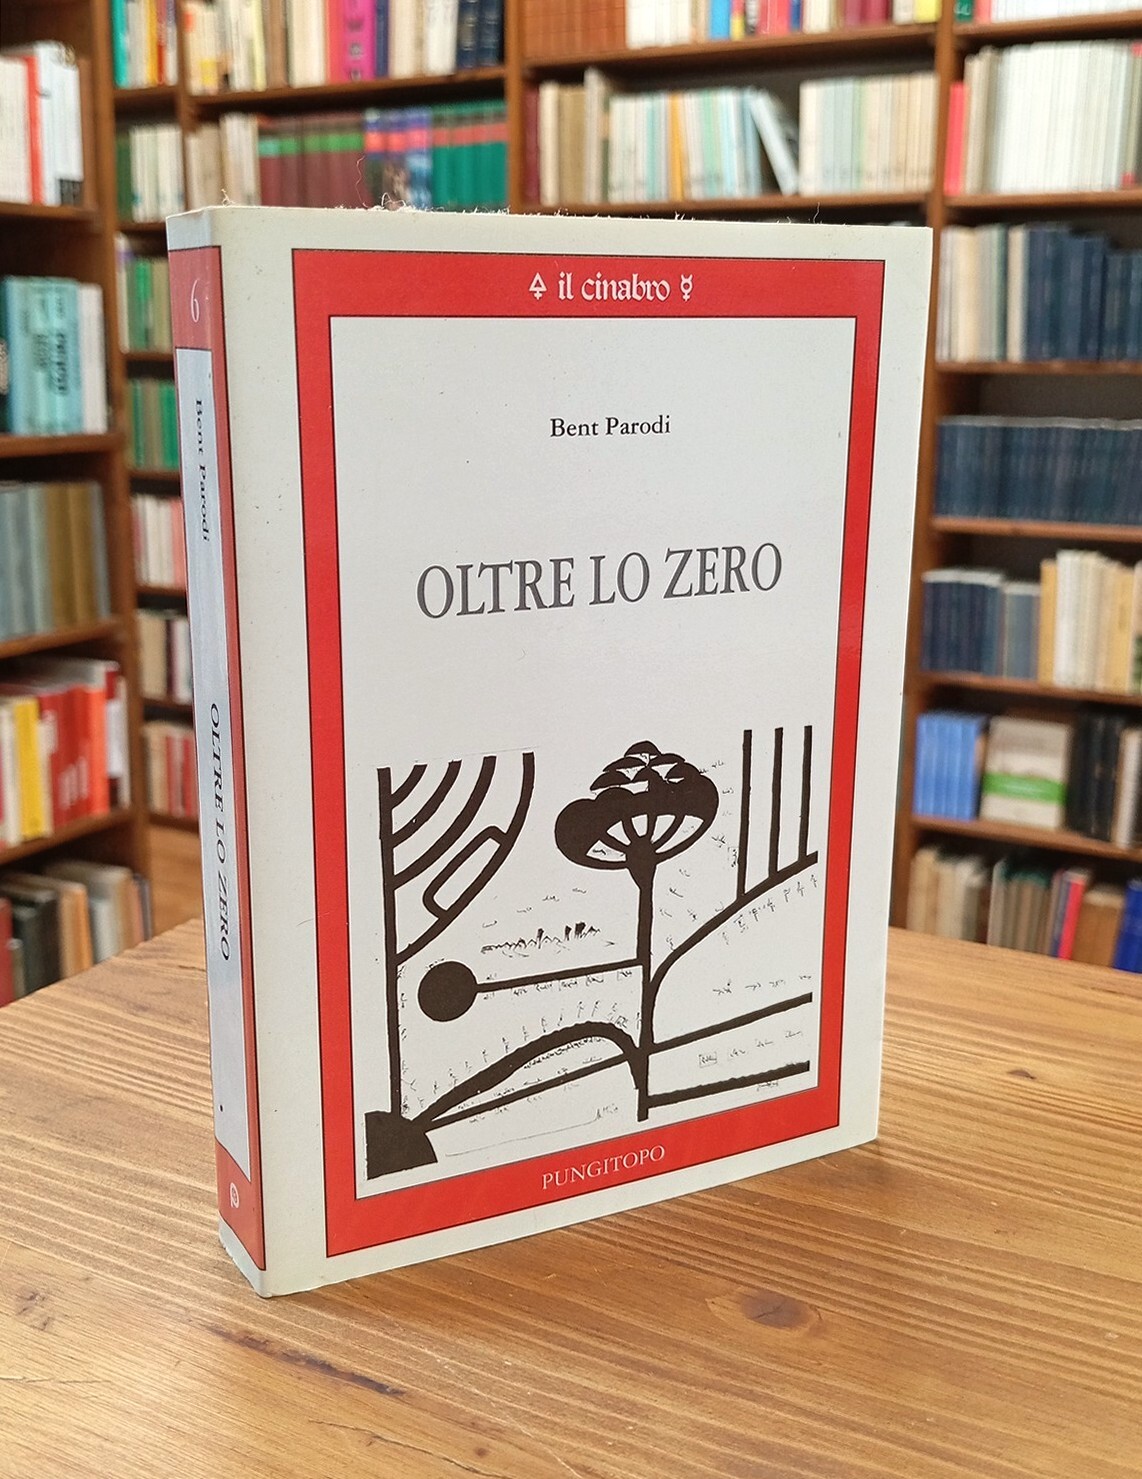 🜍 il cinabro ☿
Bent Parodi
OLTRE LO ZERO
PUNGITOPO
6
Bent Parodi
OLTRE LO ZERO